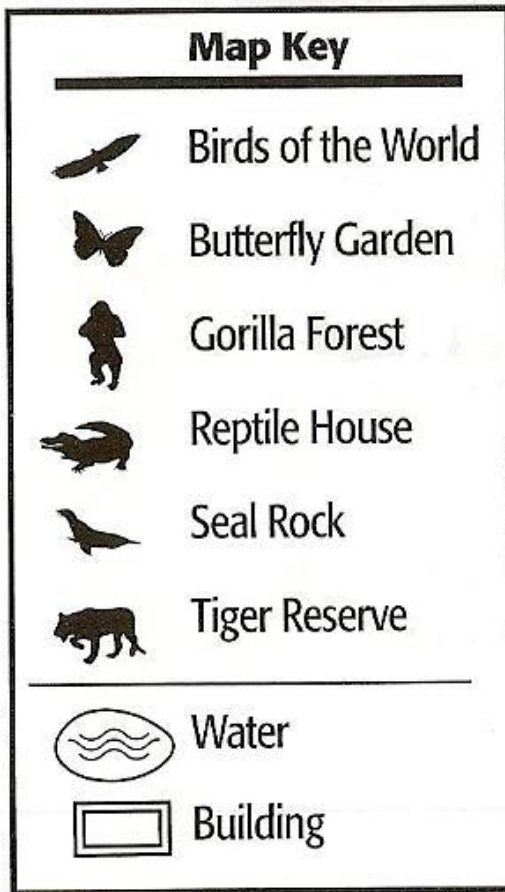 Map Key
Birds of the World
Butterfly Garden
Gorilla Forest
Reptile House
Seal Rock
Tiger Reserve
Water
Building